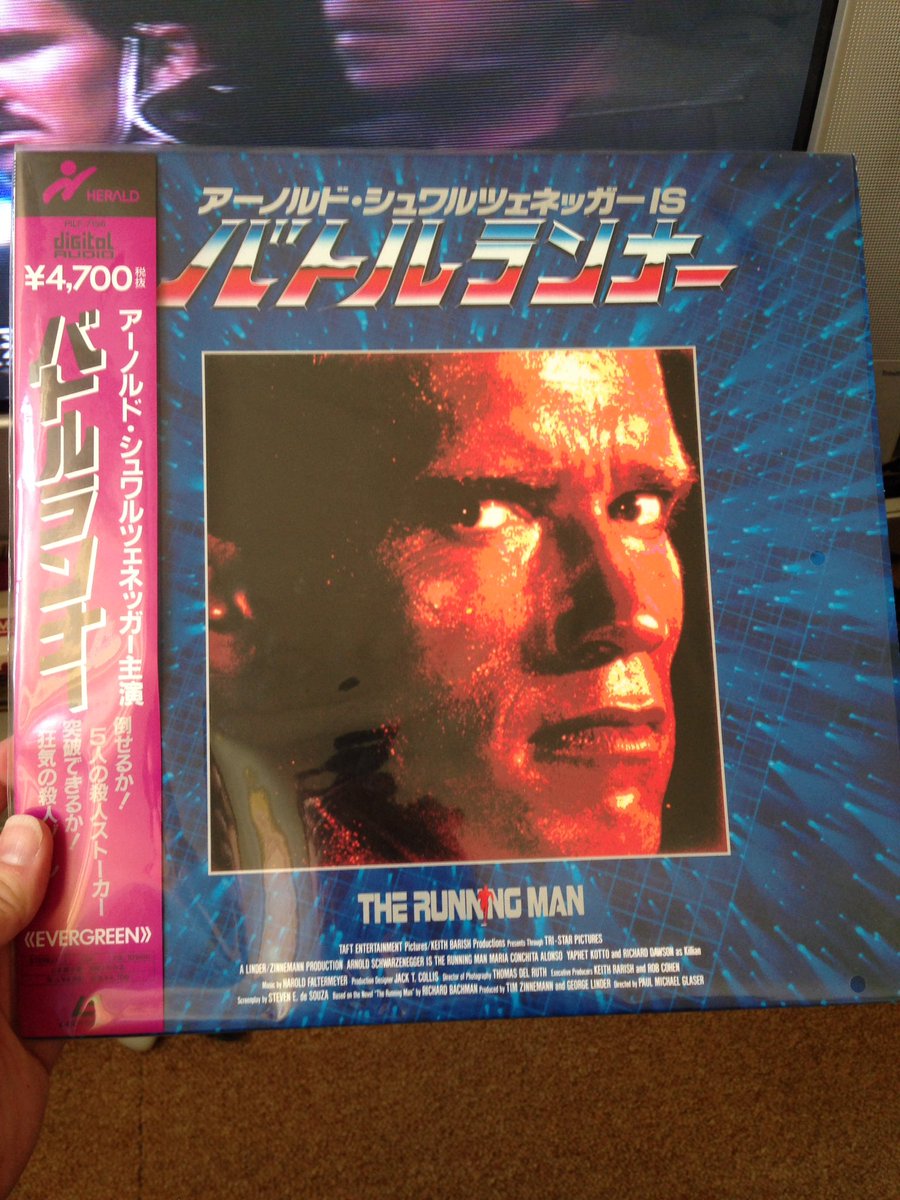 HERALD
digital
AUDIO
¥4,700 税抜
バトルランナー
アーノルド・シュワルツェネッガー主演
倒せるか!
5人の殺人ストーカー
突破できるか!
狂気の殺人
《EVERGREEN》
アーノルド・シュワルツェネッガー IS
バトルランナー
THE RUNNING MAN
TAFT ENTERTAINMENT Pictures/KEITH BARISH Productions Presents Through TRI-STAR PICTURES
A LINDER/ZINNEMANN PRODUCTION ARNOLD SCHWARZENEGGER IS THE RUNNING MAN MARIA CONCHITA ALONSO YAPHET KOTTO and RICHARD DAWSON as Killian
Music by HAROLD FALTERMEYER Production Designer JACK T. COLLIS Director of Photography THOMAS DEL RUTH Executive Producers KEITH BARISH and ROB COHEN
Screenplay by STEVEN E. de SOUZA Based on the Novel "The Running Man" by RICHARD BACHMAN Produced by TIM ZINNEMANN and GEORGE LINDER Directed by PAUL MICHAEL GLASER